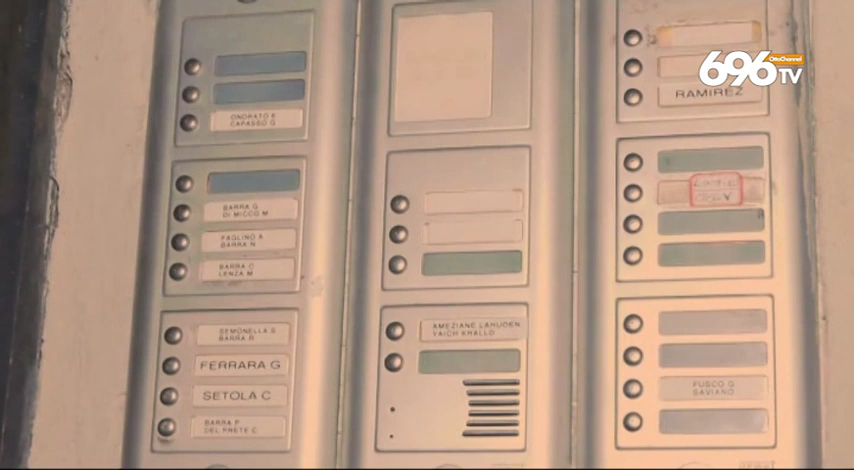 ONORATO E
CAPASSO G
BARRA G
DI MICCO M
PAGLINO A
BARRA N
BARRA C
LENZA M
SEMONELLA G
BARRA R
FERRARA G
SETOLA C
BARRA P
DEL PRETE C
AMEZIANE LAHUDEN
YAICH KHALLO
696 TV
OttoChannel
RAMIREZ
FUSCO G
SAVIANO